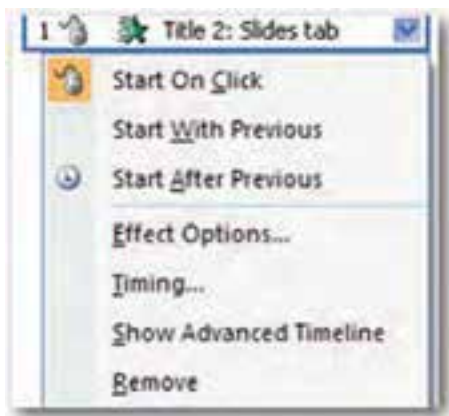 1 Title 2: Slides tab
Start On Click
Start With Previous
Start After Previous
Effect Options...
Timing...
Show Advanced Timeline
Remove